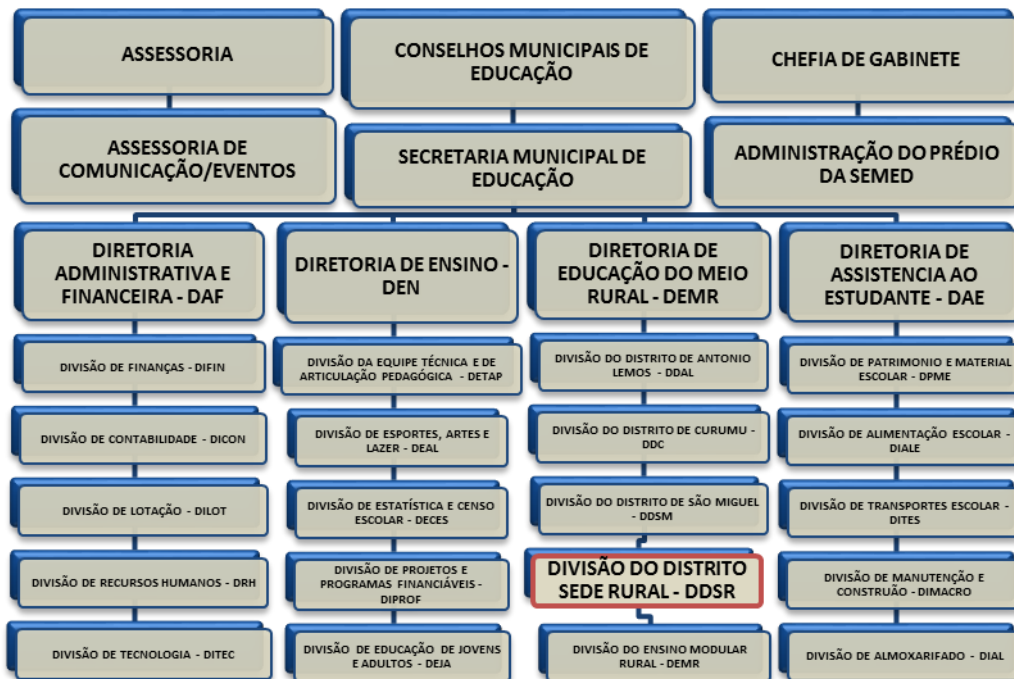 ASSESSORIA
CONSELHOS MUNICIPAIS DE
EDUCAÇÃO
CHEFIA DE GABINETE
ASSESSORIA DE
COMUNICAÇÃO/EVENTOS
SECRETARIA MUNICIPAL DE
EDUCAÇÃO
ADMINISTRAÇÃO DO PRÉDIO
DA SEMED
DIRETORIA
ADMINISTRATIVA E
FINANCEIRA - DAF
DIRETORIA DE ENSINO -
DEN
DIRETORIA DE
EDUCAÇÃO DO MEIO
RURAL - DEMR
DIRETORIA DE
ASSISTENCIA AO
ESTUDANTE - DAE
DIVISÃO DE FINANÇAS - DIFIN
DIVISÃO DA EQUIPE TÉCNICA E DE
ARTICULAÇÃO PEDAGÓGICA - DETAP
DIVISÃO DO DISTRITO DE ANTONIO
LEMOS - DDAL
DIVISÃO DE PATRIMONIO E MATERIAL
ESCOLAR - DPME
DIVISÃO DE CONTABILIDADE - DICON
DIVISÃO DE ESPORTES, ARTES E
LAZER - DEAL
DIVISÃO DO DISTRITO DE CURUMU -
DDC
DIVISÃO DE ALIMENTAÇÃO ESCOLAR -
DIALE
DIVISÃO DE LOTAÇÃO - DILOT
DIVISÃO DE ESTATÍSTICA E CENSO
ESCOLAR - DECES
DIVISÃO DO DISTRITO DE SÃO MIGUEL
- DDSM
DIVISÃO DE TRANSPORTES ESCOLAR -
DITES
DIVISÃO DE RECURSOS HUMANOS - DRH
DIVISÃO DE PROJETOS E
PROGRAMAS FINANCIÁVEIS -
DIPROF
DIVISÃO DO DISTRITO
SEDE RURAL - DDSR
DIVISÃO DE MANUTENÇÃO E
CONSTRUÃO - DIMACRO
DIVISÃO DE TECNOLOGIA - DITEC
DIVISÃO DE EDUCAÇÃO DE JOVENS
E ADULTOS - DEJA
DIVISÃO DO ENSINO MODULAR
RURAL - DEMR
DIVISÃO DE ALMOXARIFADO - DIAL